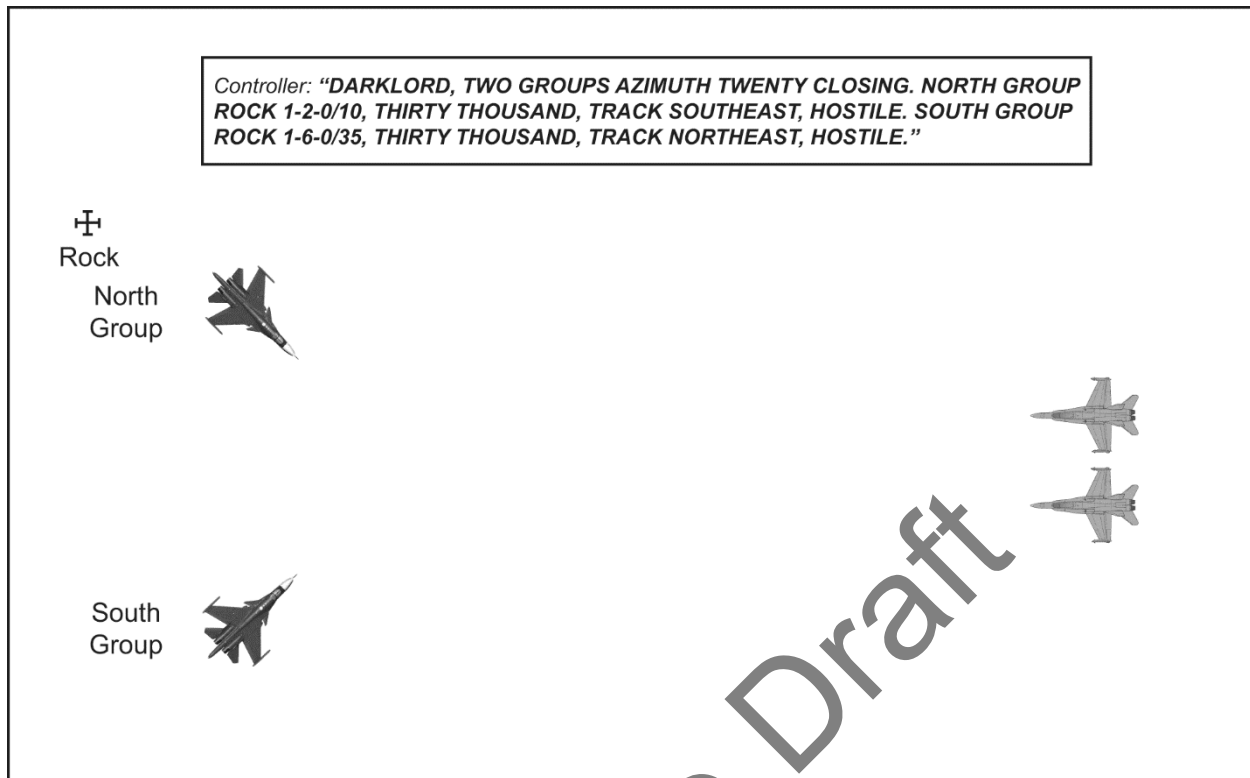 Controller: “DARKLORD, TWO GROUPS AZIMUTH TWENTY CLOSING. NORTH GROUP
ROCK 1-2-0/10, THIRTY THOUSAND, TRACK SOUTHEAST, HOSTILE. SOUTH GROUP
ROCK 1-6-0/35, THIRTY THOUSAND, TRACK NORTHEAST, HOSTILE.”
Rock
North
Group
South
Group
Draft